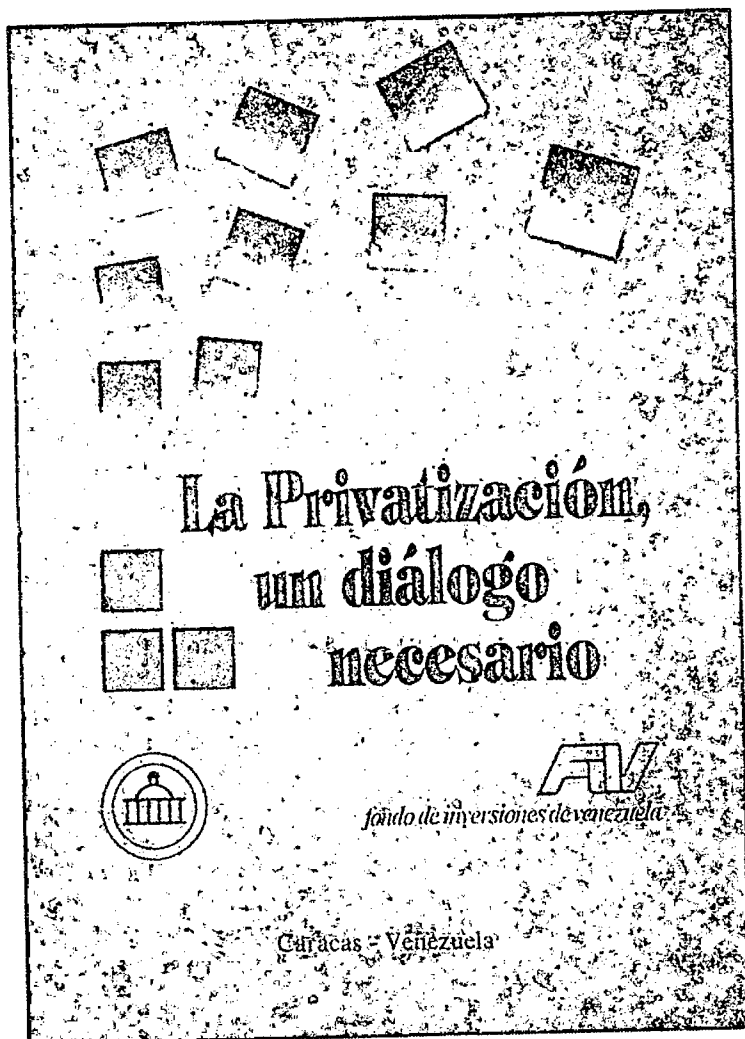 La Privatización,
un diálogo
necesario
FIV
fondo de inversiones de venezuela
Caracas - Venezuela